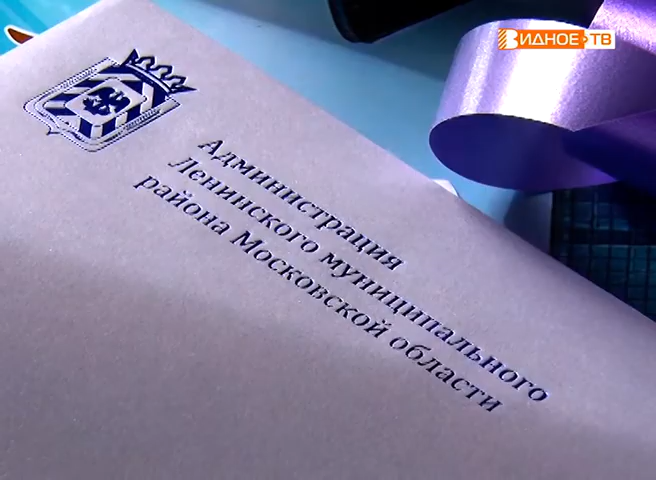 ВИДНОЕ-ТВ
Администрация
Ленинского муниципального
района Московской области